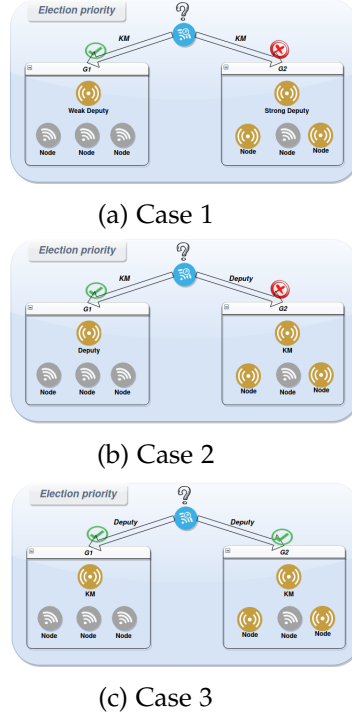 Election priority
?
KM KM
G1 G2
Weak Deputy Strong Deputy
Node Node Node Node Node Node
(a) Case 1
Election priority
?
KM Deputy
G1 G2
Deputy KM
Node Node Node Node Node Node
(b) Case 2
Election priority
?
Deputy Deputy
G1 G2
KM KM
Node Node Node Node Node Node
(c) Case 3